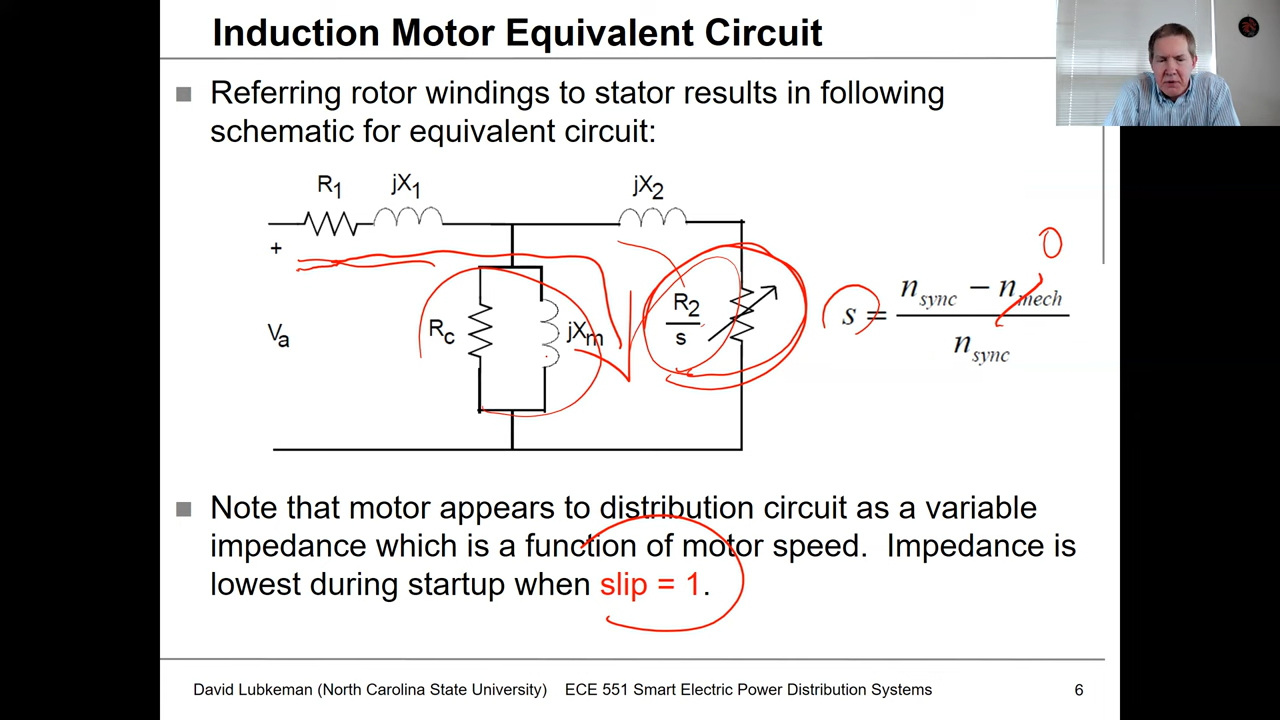 Induction Motor Equivalent Circuit
Referring rotor windings to stator results in following
schematic for equivalent circuit:
R1 jX1 jX2
+
Va
Rc jXm
R2
s
0
s = nsync − nmech
nsync
Note that motor appears to distribution circuit as a variable
impedance which is a function of motor speed. Impedance is
lowest during startup when slip = 1.
David Lubkeman (North Carolina State University) ECE 551 Smart Electric Power Distribution Systems 6